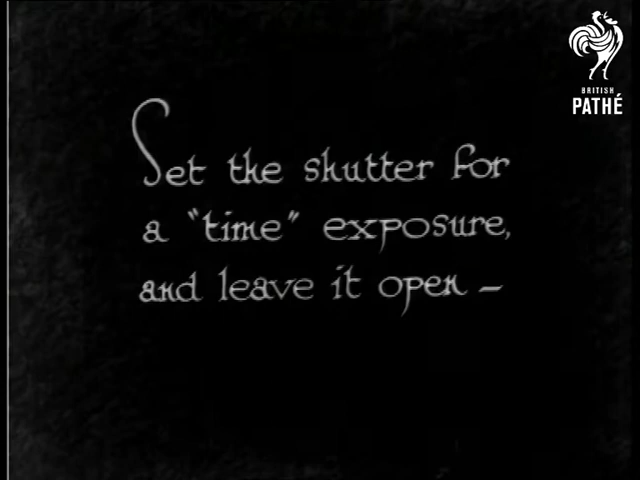 BRITISH
PATHÉ
Set the shutter for
a "time" exposure,
and leave it open –